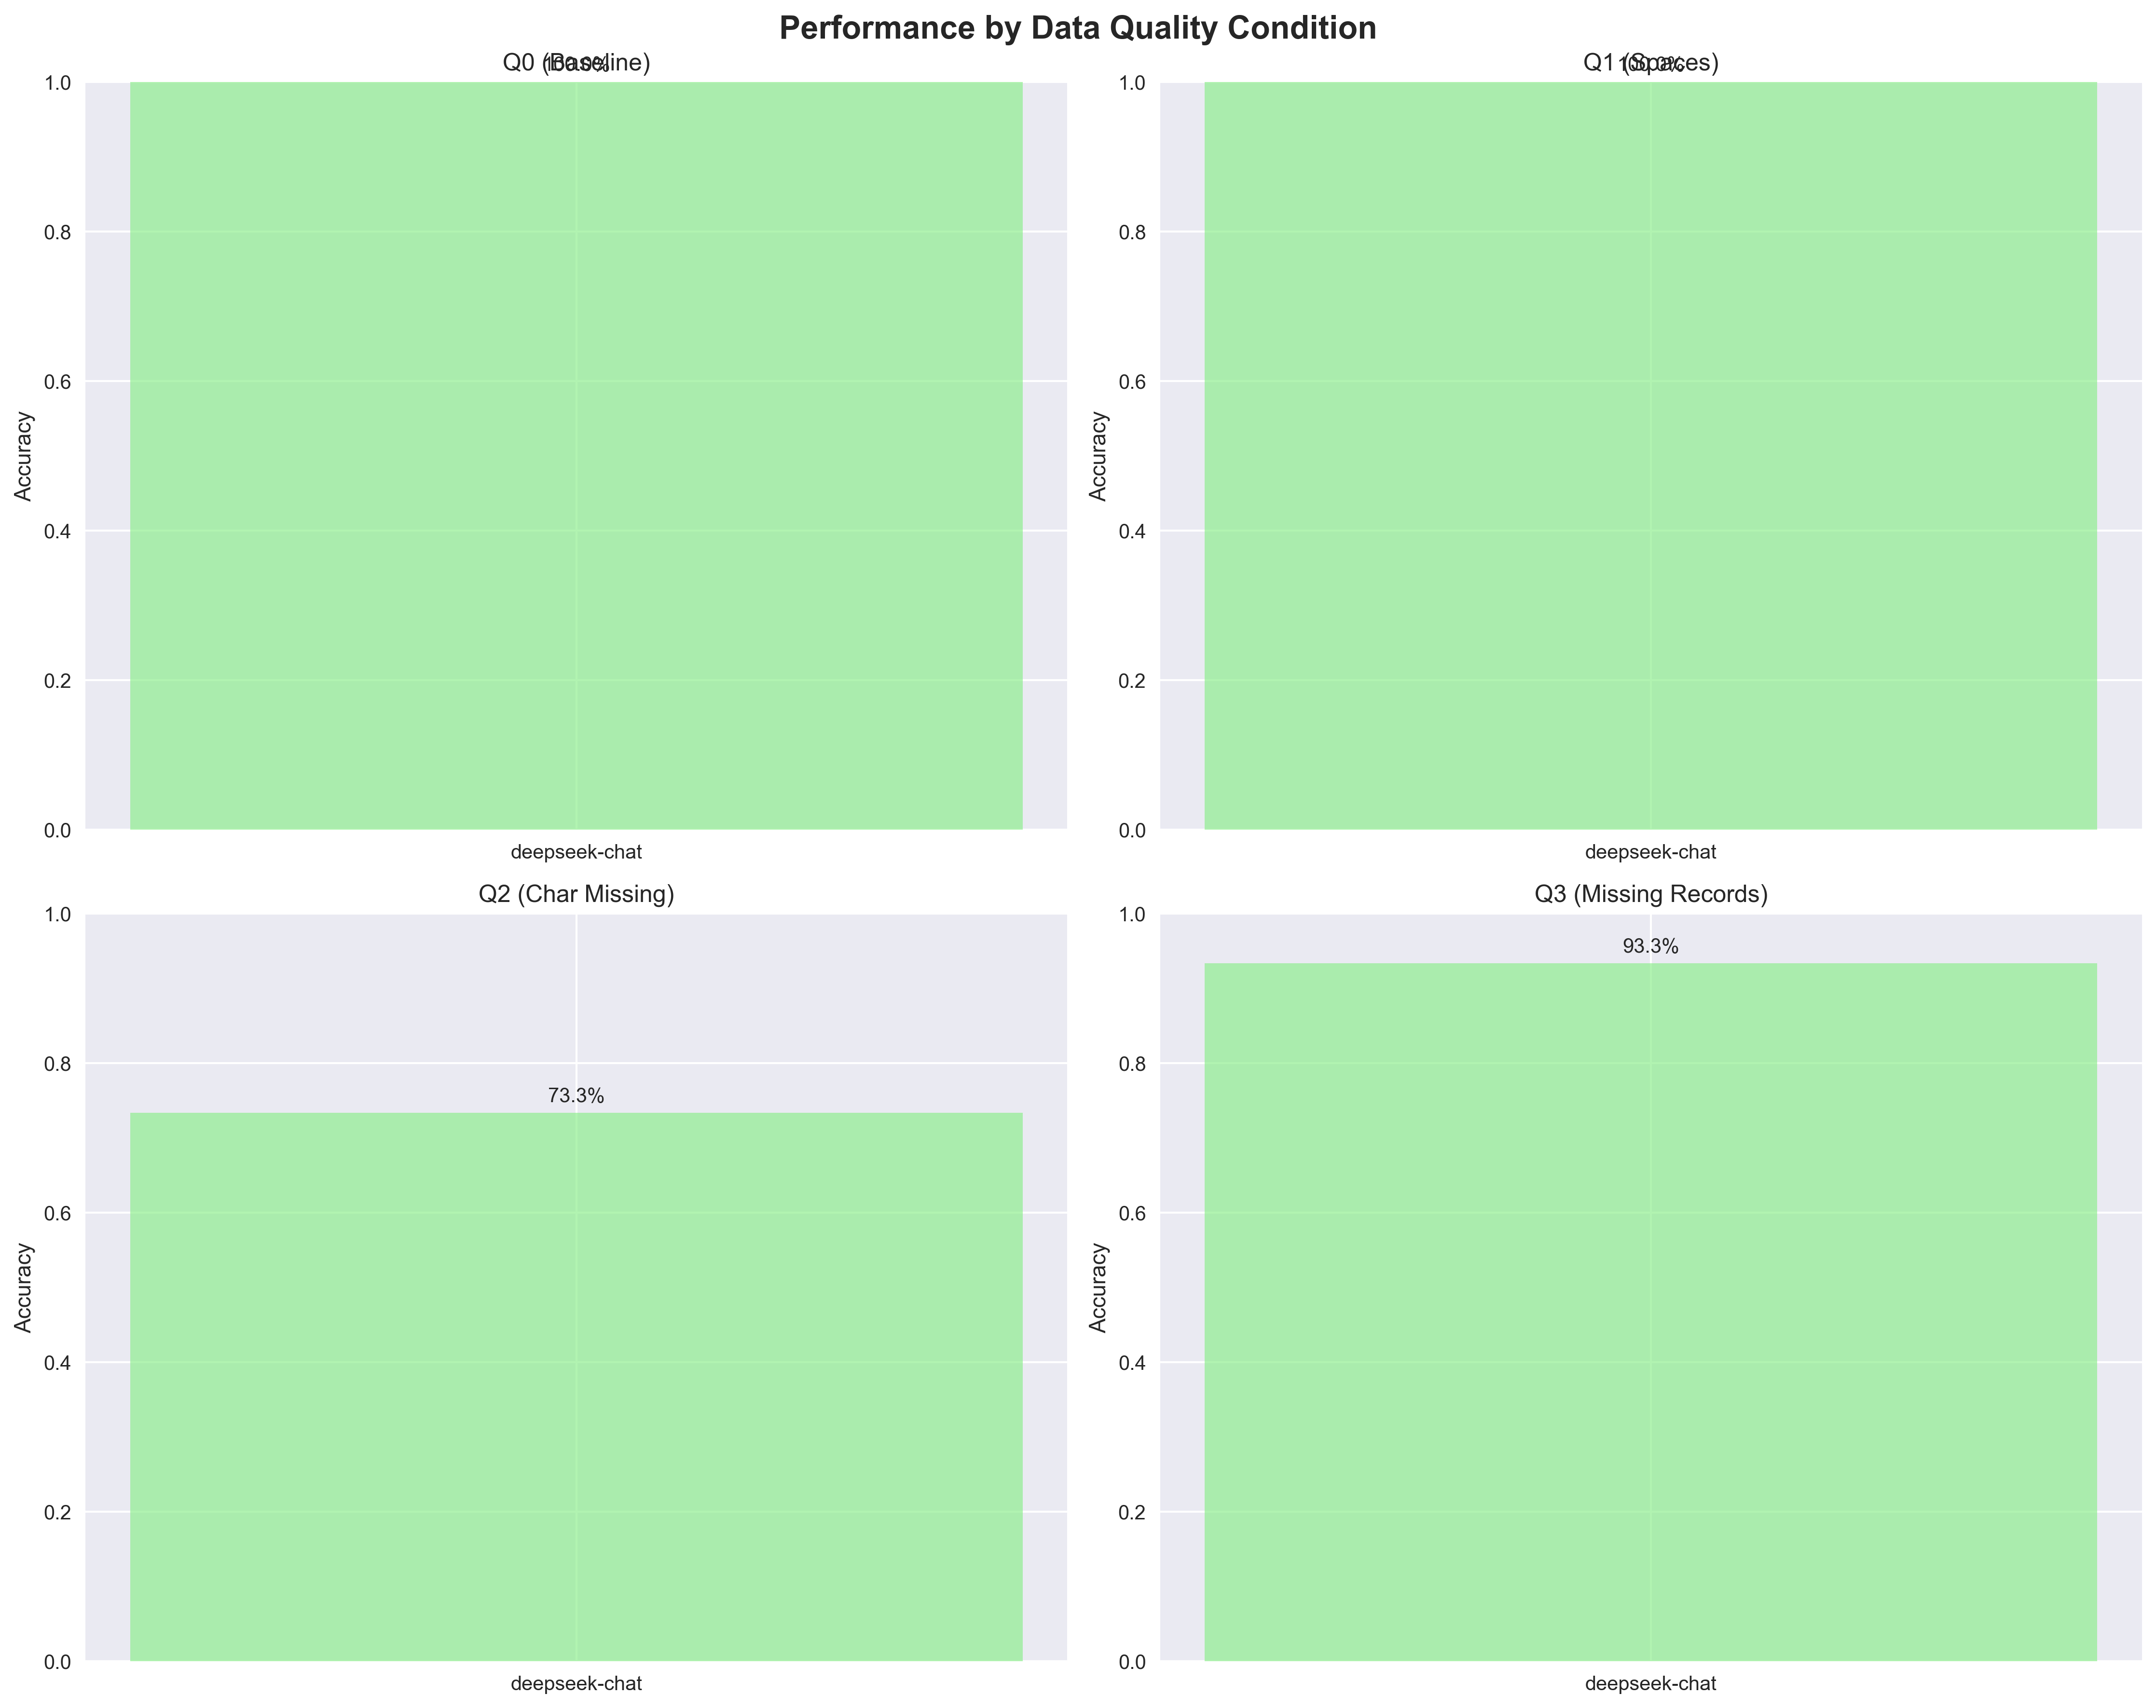 Performance by Data Quality Condition
Q0 (Baseline)
100.0%
1.0
0.8
0.6
0.4
0.2
0.0
Accuracy
deepseek-chat
Q1 (Spaces)
100.0%
1.0
0.8
0.6
0.4
0.2
0.0
Accuracy
deepseek-chat
Q2 (Char Missing)
1.0
0.8
0.6
0.4
0.2
0.0
Accuracy
73.3%
deepseek-chat
Q3 (Missing Records)
1.0
0.8
0.6
0.4
0.2
0.0
Accuracy
93.3%
deepseek-chat